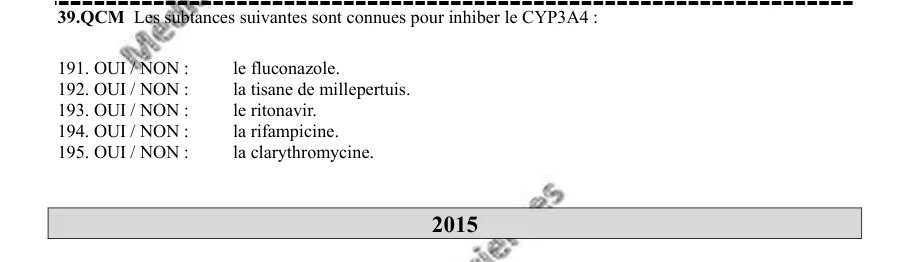 39.QCM Les subtances suivantes sont connues pour inhiber le CYP3A4 :
191. OUI / NON : le fluconazole.
192. OUI / NON : la tisane de millepertuis.
193. OUI / NON : le ritonavir.
194. OUI / NON : la rifampicine.
195. OUI / NON : la clarythromycine.
2015